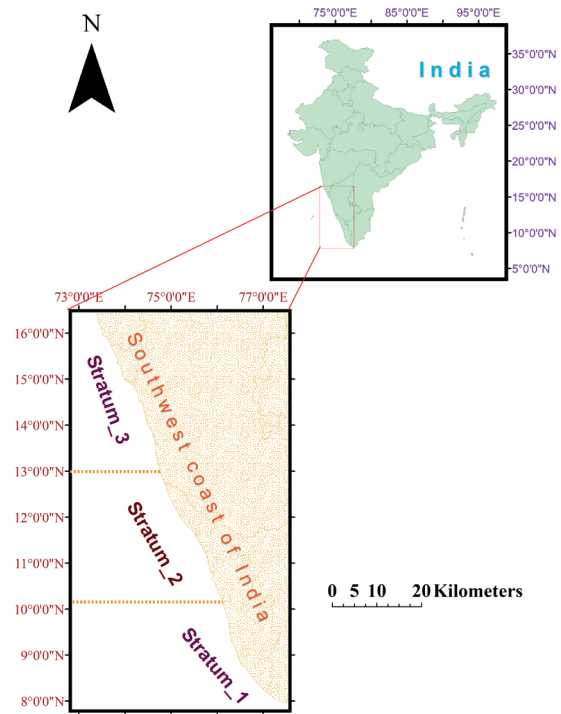 N
75°0'0"E 85°0'0"E 95°0'0"E
India
35°0'0"N
30°0'0"N
25°0'0"N
20°0'0"N
15°0'0"N
10°0'0"N
5°0'0"N
73°0'0"E 75°0'0"E 77°0'0"E
16°0'0"N
15°0'0"N
14°0'0"N
13°0'0"N
12°0'0"N
11°0'0"N
10°0'0"N
9°0'0"N
8°0'0"N
Southwest coast of India
Stratum_3
Stratum_2
Stratum_1
0 5 10 20 Kilometers